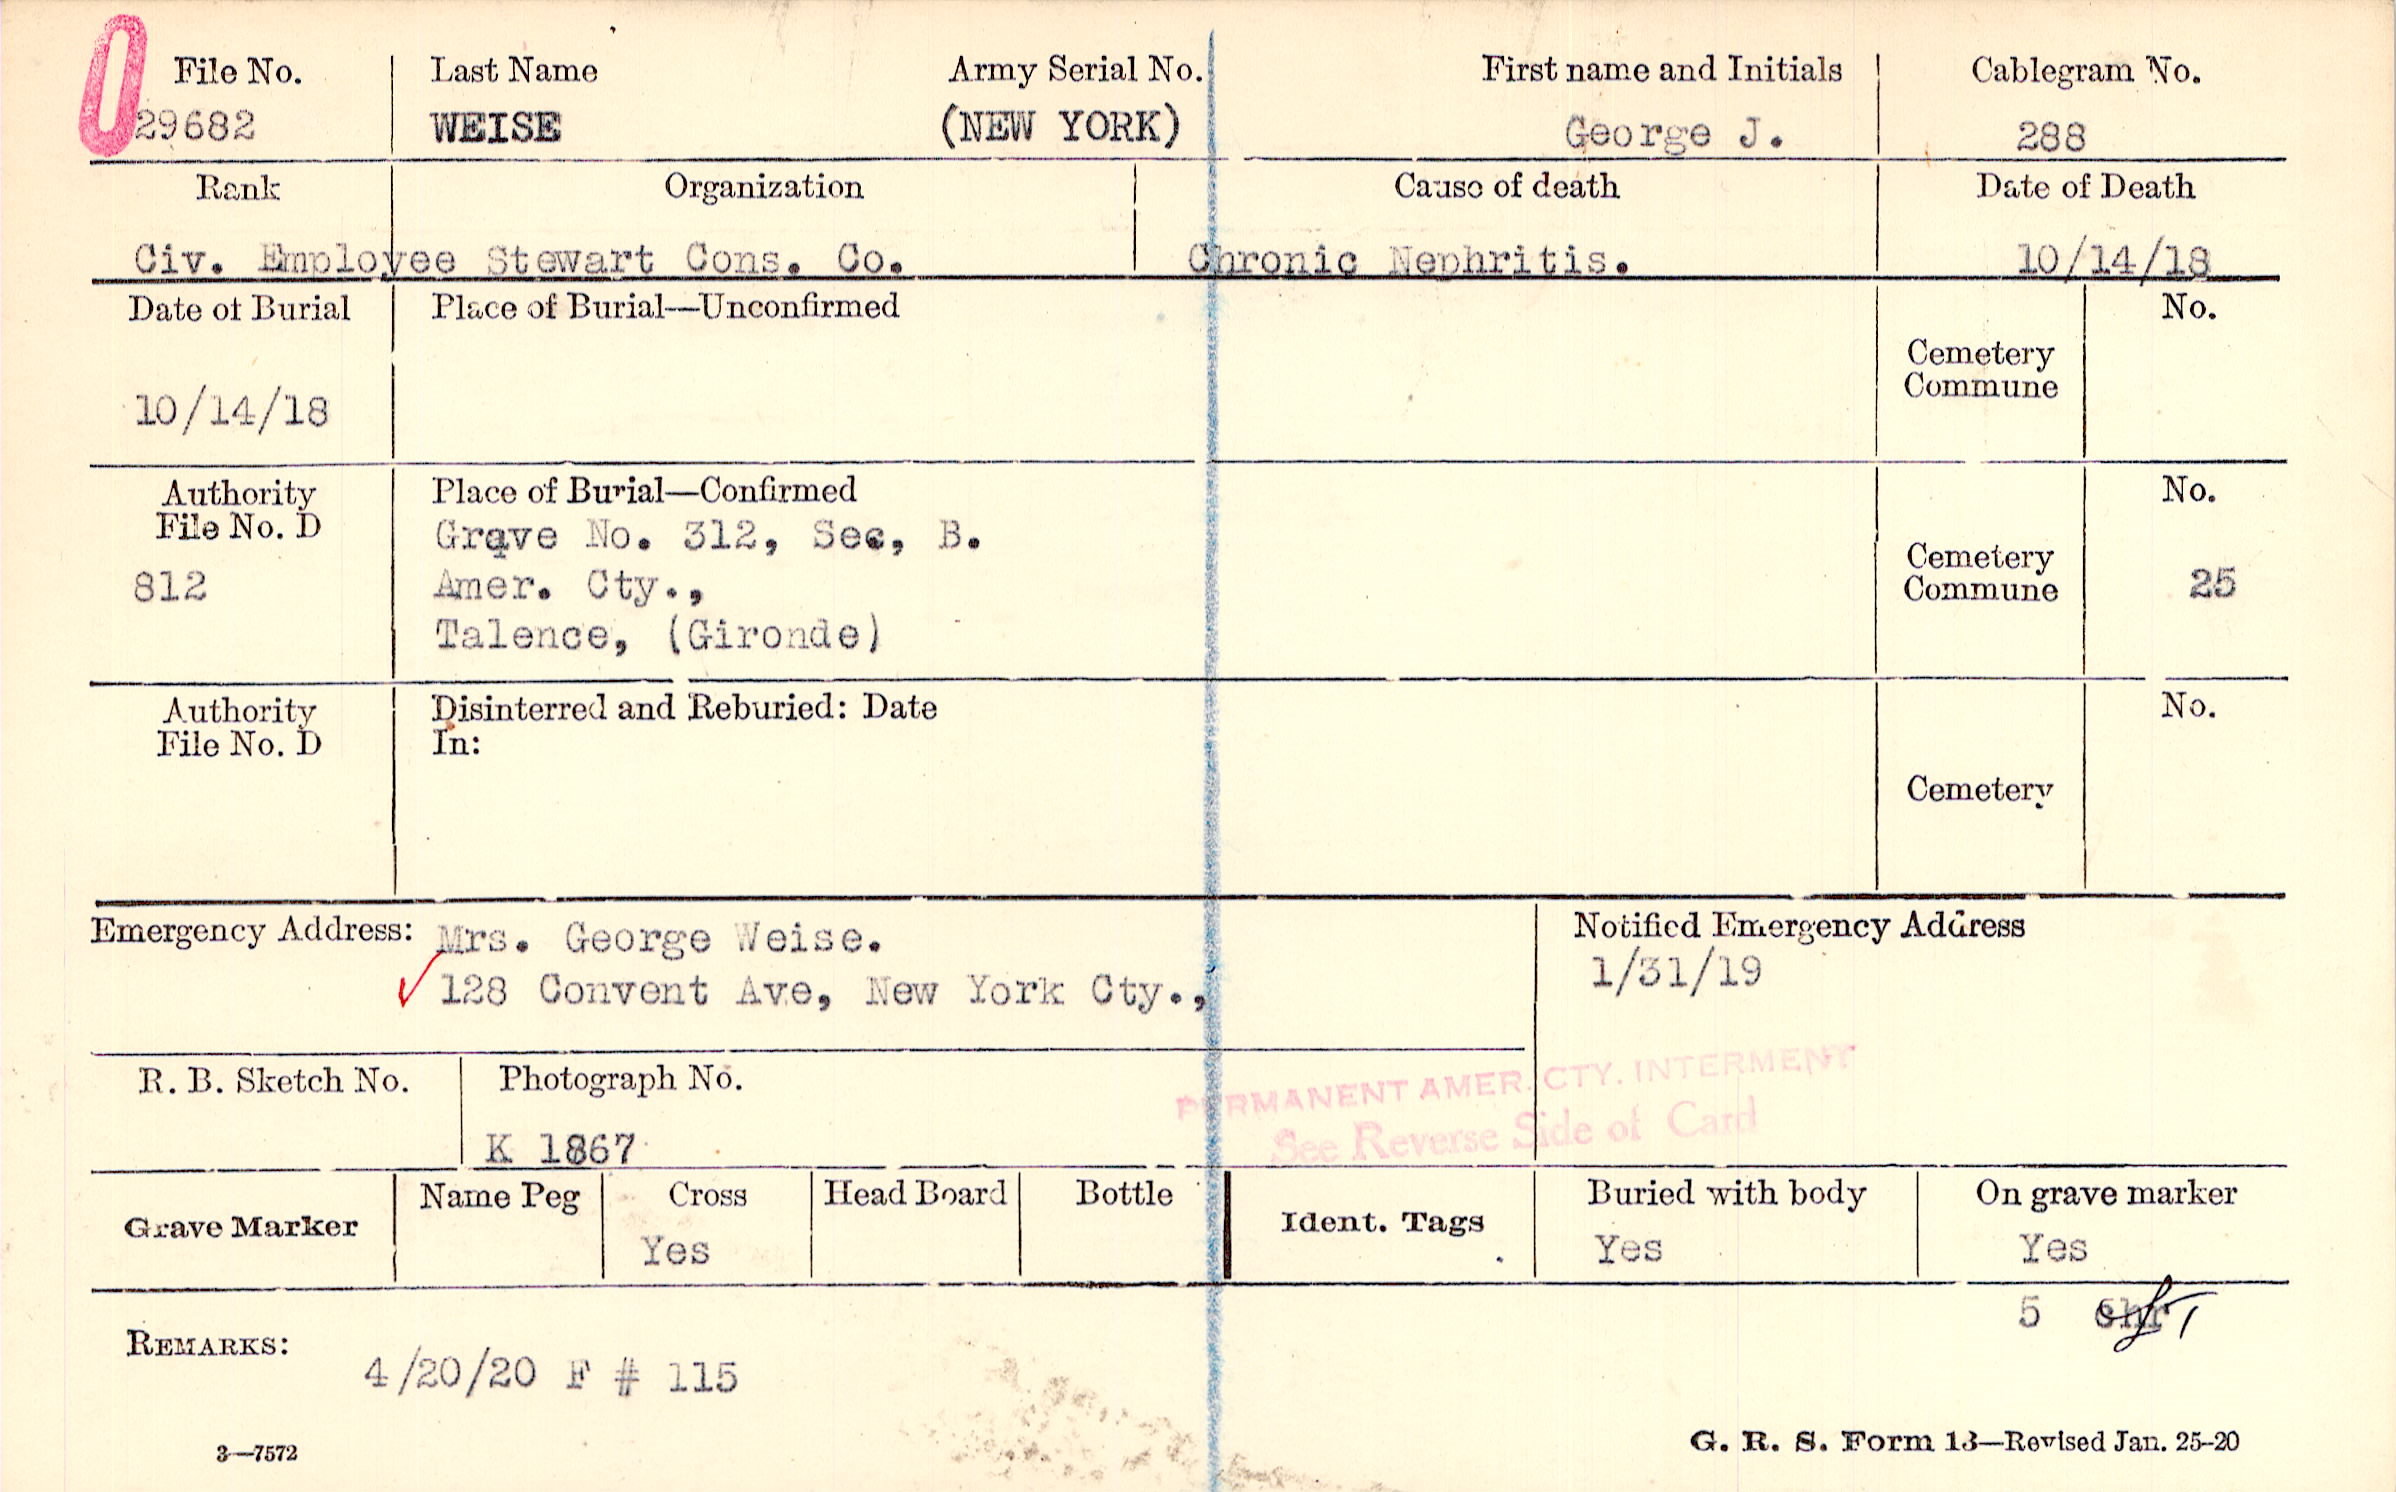 0
File No. Last Name Army Serial No. First name and Initials Cablegram No.
29682 WEISE (NEW YORK) George J. 288
Rank Organization Cause of death Date of Death
Civ. Employee Stewart Cons. Co. Chronic Nephritis. 10/14/18
Date of Burial Place of Burial—Unconfirmed No.
Cemetery
Commune
10/14/18
Authority Place of Burial—Confirmed No.
File No. D Grave No. 312, Sec, B.
Cemetery
812 Amer. Cty., Commune 25
Talence, (Gironde)
Authority Disinterred and Reburied: Date No.
File No. D In:
Cemetery
Emergency Address: Mrs. George Weise. Notified Emergency Address
128 Convent Ave, New York Cty., 1/31/19
R. B. Sketch No. Photograph No.
PERMANENT AMER. CTY. INTERMENT
See Reverse Side of Card
K 1867
Grave Marker Name Peg Cross Head Board Bottle Ident. Tags Buried with body On grave marker
Yes Yes Yes
5
REMARKS:
4/20/20 F # 115
3—7572 G. R. S. Form 13—Revised Jan. 25-20